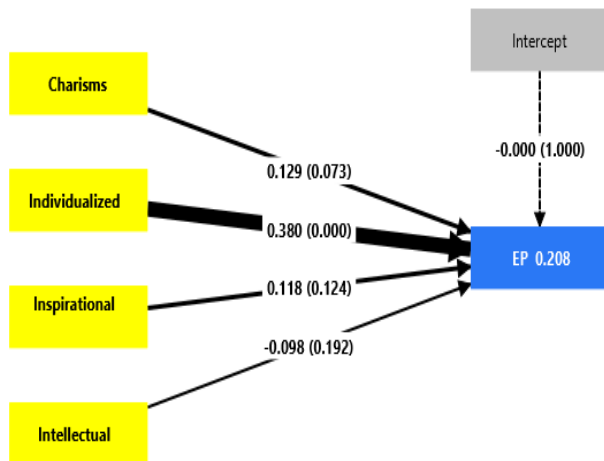 Intercept
Charisms
-0.000 (1.000)
0.129 (0.073)
Individualized
0.380 (0.000)
EP 0.208
Inspirational
0.118 (0.124)
-0.098 (0.192)
Intellectual